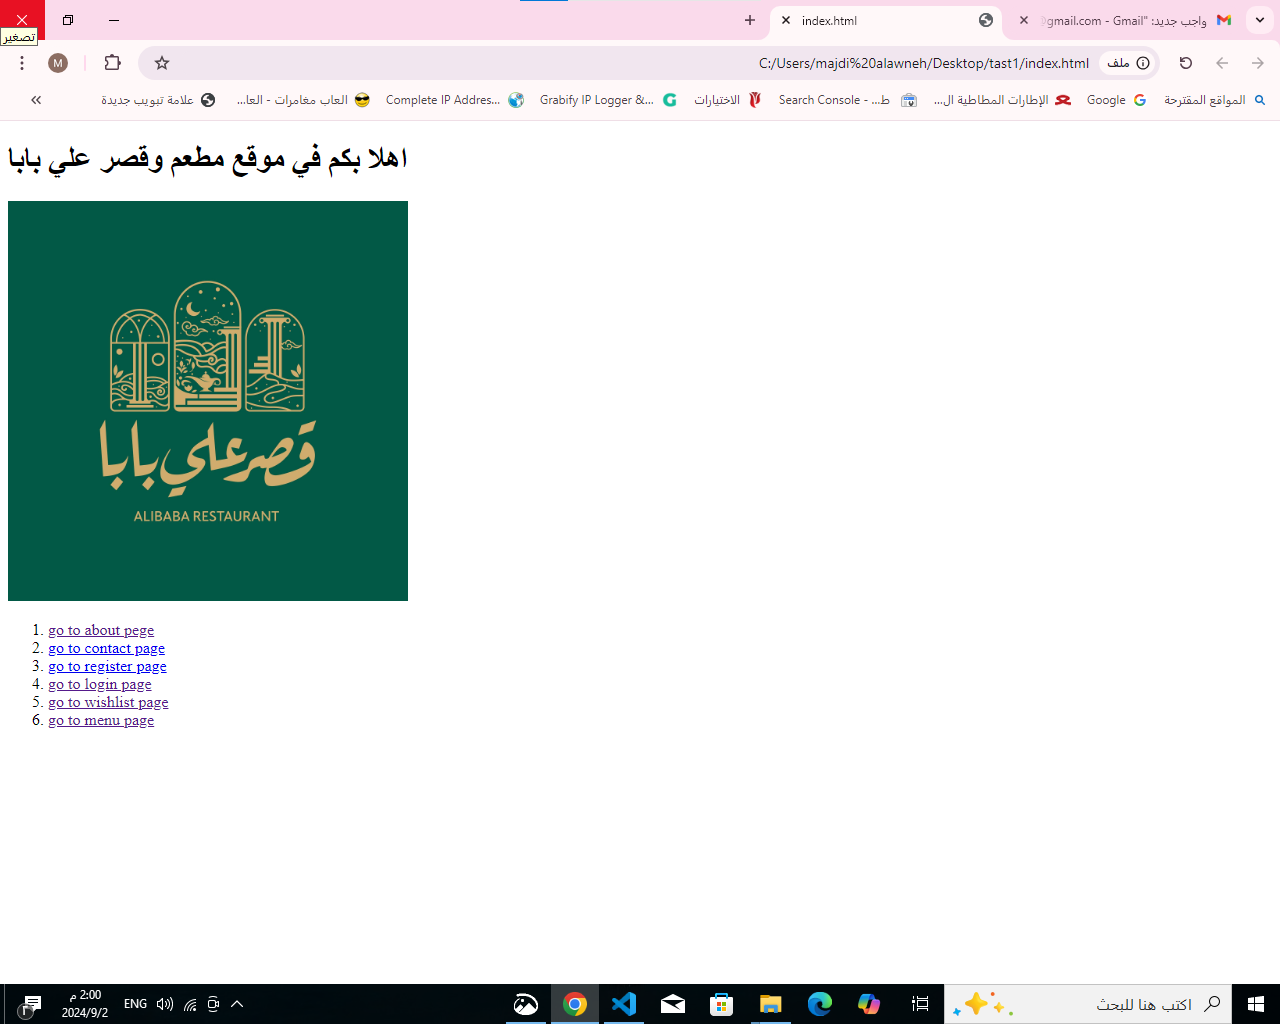 واجب جديد: "@gmail.com - Gmail
index.html
تصغير
ملف
C:/Users/majdi%20alawneh/Desktop/tast1/index.html
M
المواقع المقترحة
Google
الإطارات المطاطية ال...
Search Console - ط...
الاختيارات
Grabify IP Logger &...
Complete IP Addres...
العاب مغامرات - العا...
علامة تبويب جديدة
اهلا بكم في موقع مطعم وقصر علي بابا
قصر علي بابا
ALIBABA RESTAURANT
1. go to about pege
2. go to contact page
3. go to register page
4. go to login page
5. go to wishlist page
6. go to menu page
اكتب هنا للبحث
ENG
2:00 م
2024/9/2